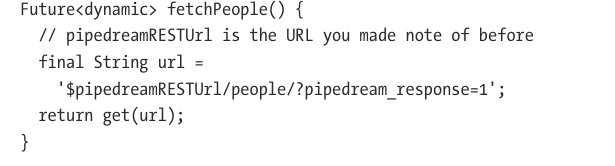 Future<dynamic> fetchPeople() {
// pipedreamRESTUrl is the URL you made note of before
final String url =
'$pipedreamRESTUrl/people/?pipedream_response=1';
return get(url);
}